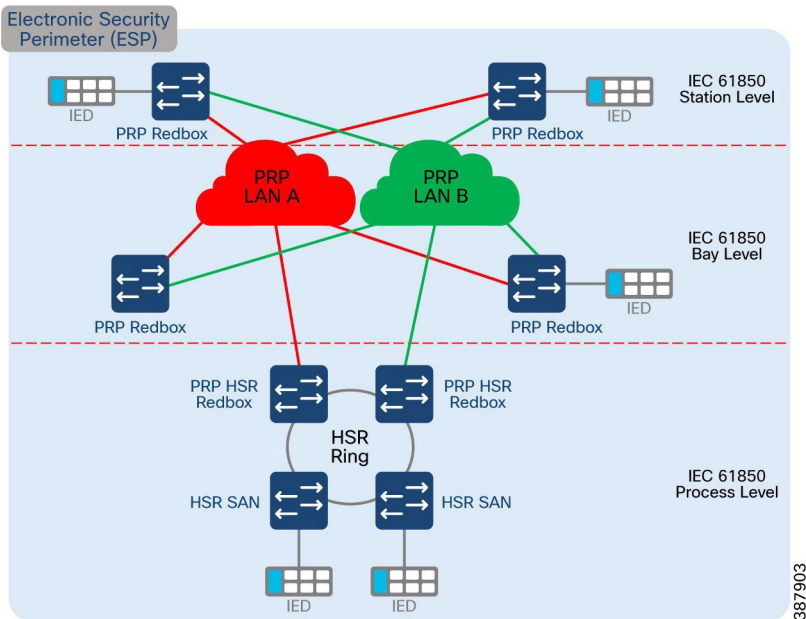 Electronic Security
Perimeter (ESP)
IED
PRP Redbox
PRP Redbox
IED
IEC 61850
Station Level
PRP
LAN A
PRP
LAN B
IEC 61850
Bay Level
PRP Redbox
PRP Redbox
IED
PRP HSR
Redbox
PRP HSR
Redbox
HSR
Ring
HSR SAN
HSR SAN
IEC 61850
Process Level
IED
IED
387903